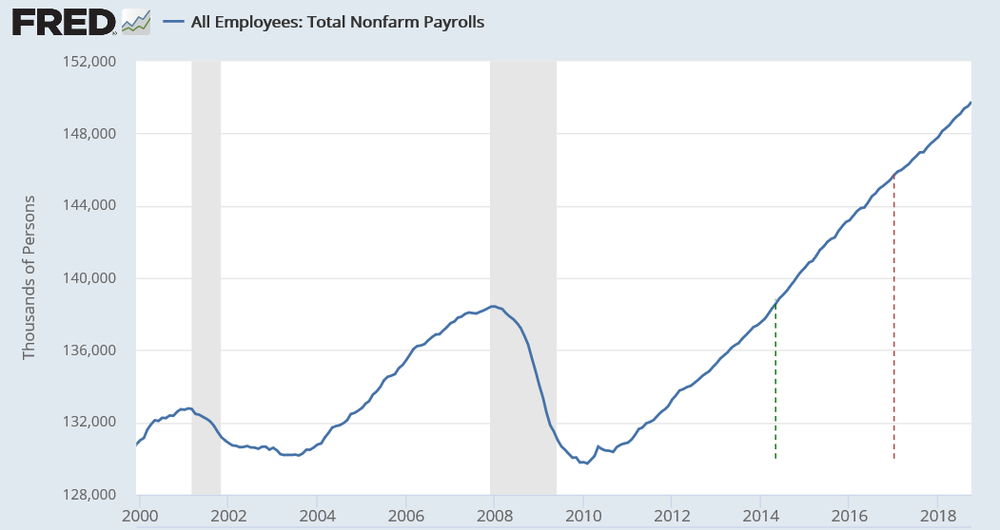 FRED
All Employees: Total Nonfarm Payrolls
152,000
148,000
144,000
140,000
136,000
132,000
128,000
Thousands of Persons
2000 2002 2004 2006 2008 2010 2012 2014 2016 2018